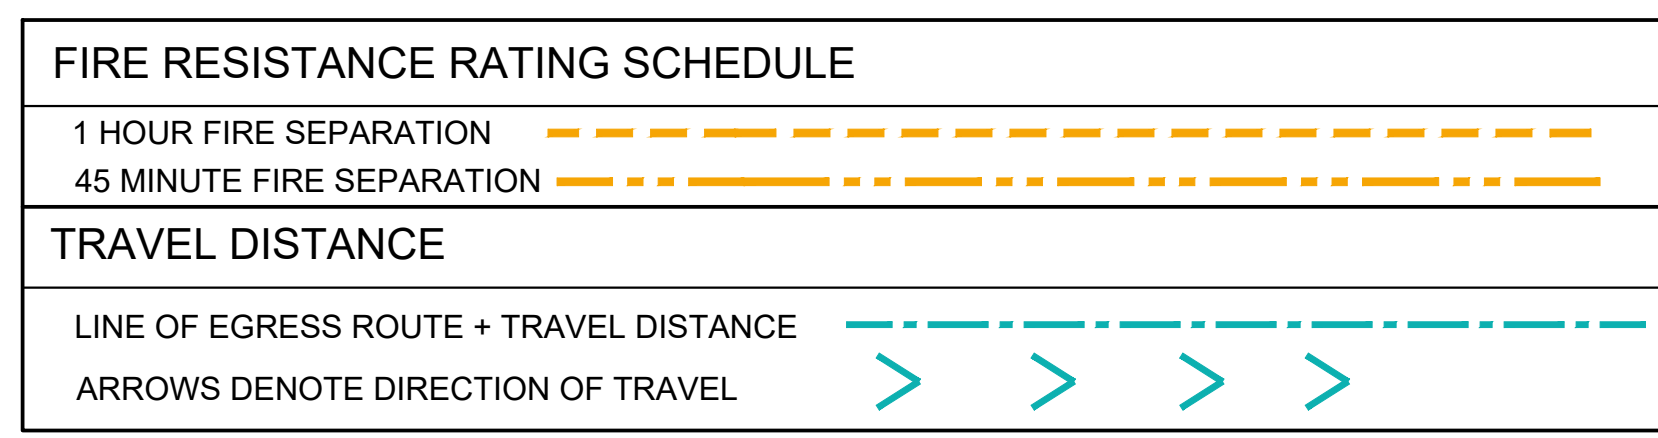 FIRE RESISTANCE RATING SCHEDULE
1 HOUR FIRE SEPARATION
45 MINUTE FIRE SEPARATION
TRAVEL DISTANCE
LINE OF EGRESS ROUTE + TRAVEL DISTANCE
ARROWS DENOTE DIRECTION OF TRAVEL